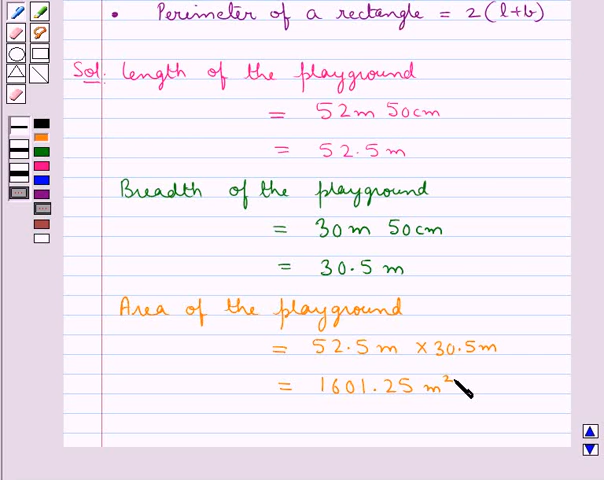 • Perimeter of a rectangle = 2(l+b)
Sol: Length of the playground
= 52m 50cm
= 52.5 m
Breadth of the playground
= 30m 50cm
= 30.5 m
Area of the playground
= 52.5 m × 30.5m
= 1601.25 m²